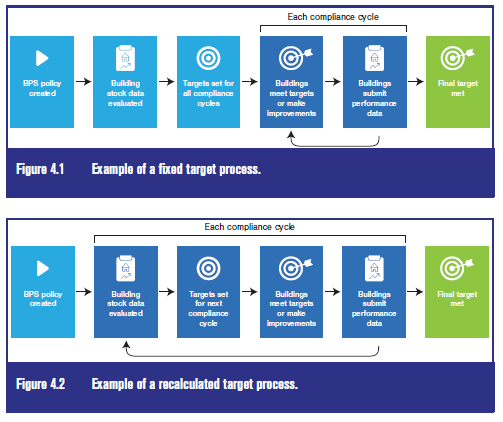 Each compliance cycle
BPS policy
created
Building
stock data
evaluated
Targets set for
all compliance
cycles
Buildings
meet targets
or make
improvements
Buildings
submit
performance
data
Final target
met
Figure 4.1 Example of a fixed target process.
Each compliance cycle
BPS policy
created
Building
stock data
evaluated
Targets set
for next
compliance
cycle
Buildings
meet targets
or make
improvements
Buildings
submit
performance
data
Final target
met
Figure 4.2 Example of a recalculated target process.